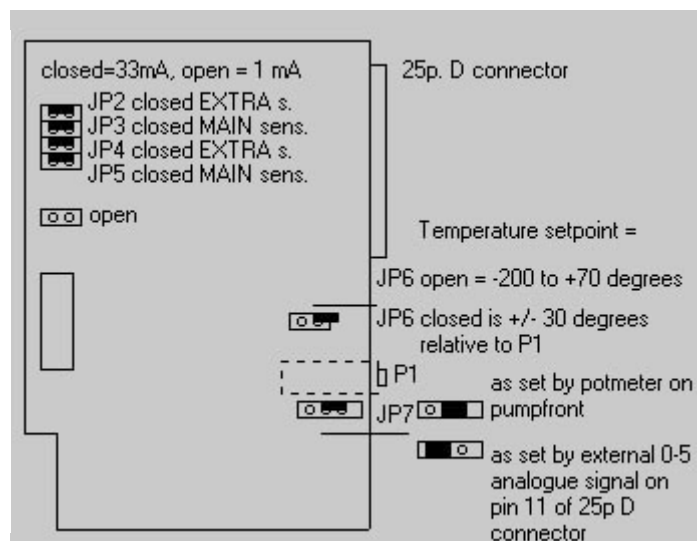 closed=33mA, open = 1 mA
25p. D connector
JP2 closed EXTRA s.
JP3 closed MAIN sens.
JP4 closed EXTRA s.
JP5 closed MAIN sens.
open
Temperature setpoint =
JP6 open = -200 to +70 degrees
JP6 closed is +/- 30 degrees
relative to P1
P1
as set by potmeter on
pumpfront
JP7
as set by external 0-5
analogue signal on
pin 11 of 25p D
connector